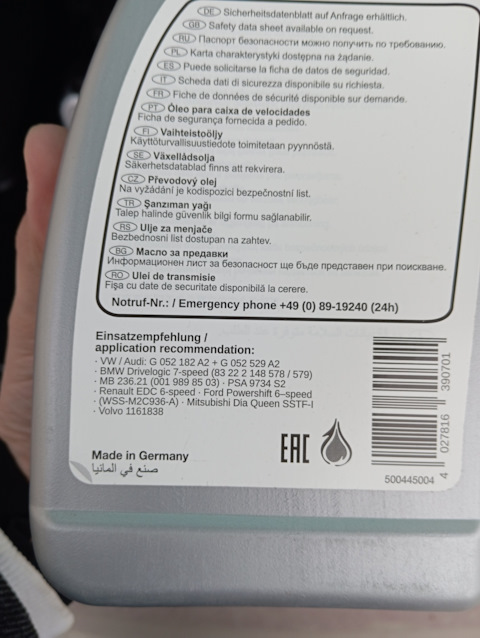 DE Sicherheitsdatenblatt auf Anfrage erhältlich.
GB Safety data sheet available on request.
RU Паспорт безопасности можно получить по требованию.
PL Karta charakterystyki dostępna na żądanie.
ES Puede solicitarse la ficha de datos de seguridad.
IT Scheda dati di sicurezza disponibile su richiesta.
FR Fiche de données de sécurité disponible sur demande.
PT Óleo para caixa de velocidades
Ficha de segurança fornecida a pedido.
FI Vaihteistoöljy
Käyttöturvallisuustiedote toimitetaan pyynnöstä.
SE Växellådsolja
Säkerhetsdatablad finns att rekvirera.
CZ Převodový olej
Na vyžádání je kodispozici bezpečnostní list.
TR Şanzıman yağı
Talep halinde güvenlik bilgi formu sağlanabilir.
RS Ulje za menjače
Bezbednosni list dostupan na zahtev.
BG Масло за предавки
Информационен лист за безопасност ще бъде представен при поискване.
RO Ulei de transmisie
Fişa cu date de securitate disponibilă la cerere.
Notruf-Nr.: / Emergency phone +49 (0) 89-19240 (24h)
Einsatzempfehlung /
application recommendation:
· VW / Audi: G 052 182 A2 + G 052 529 A2
· BMW Drivelogic 7-speed (83 22 2 148 578 / 579)
· MB 236.21 (001 989 85 03) · PSA 9734 S2
· Renault EDC 6-speed · Ford Powershift 6–speed
· (WSS-M2C936-A) · Mitsubishi Dia Queen SSTF-I
· Volvo 1161838
EAC
Made in Germany
صنع في المانيا
4 027816 390701
500445004